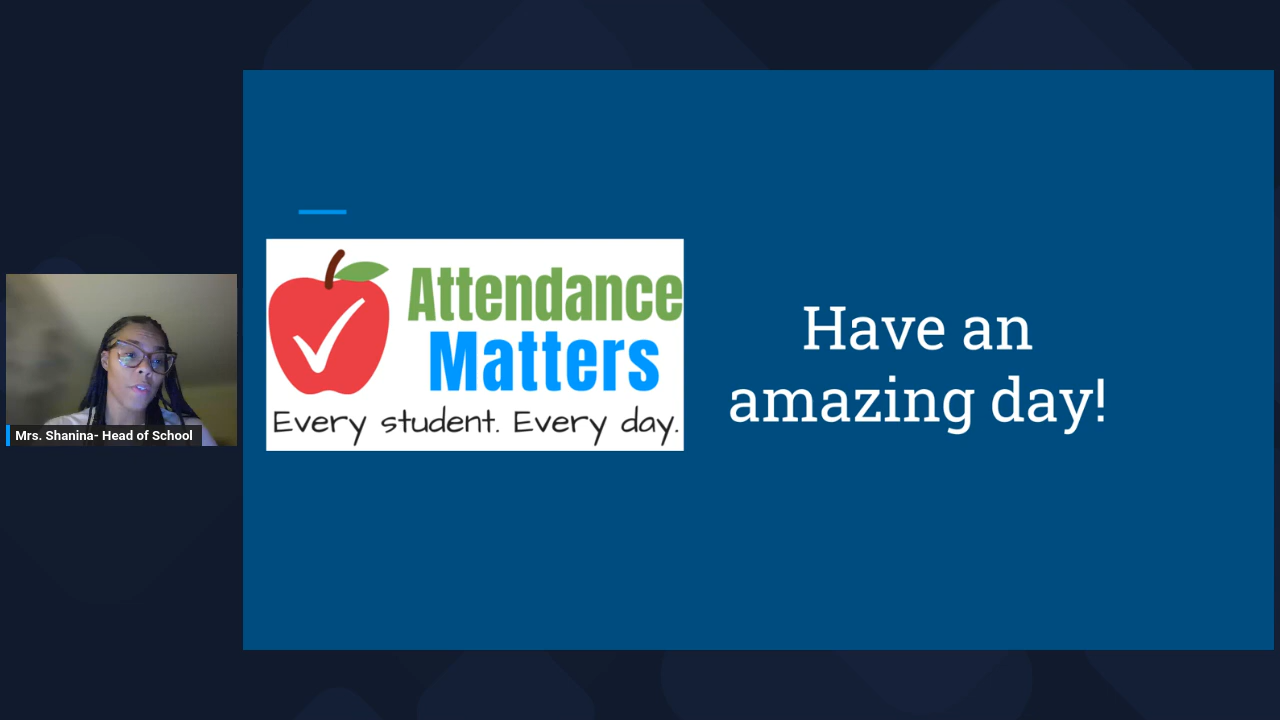 Attendance
Matters
Every student. Every day.
Have an
amazing day!
Mrs. Shanina- Head of School